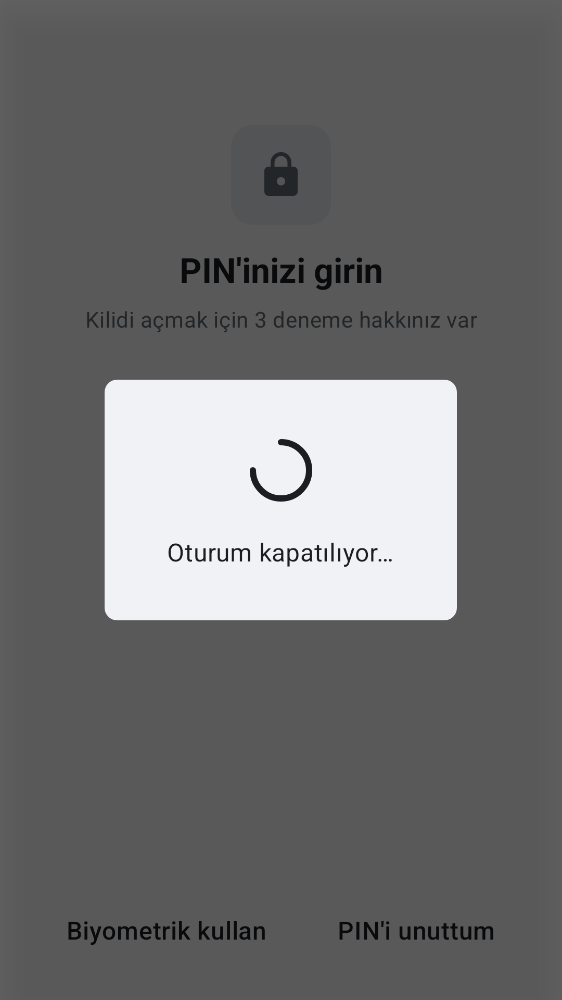 PIN'inizi girin
Kilidi açmak için 3 deneme hakkınız var
Oturum kapatılıyor...
Biyometrik kullan
PIN'i unuttum